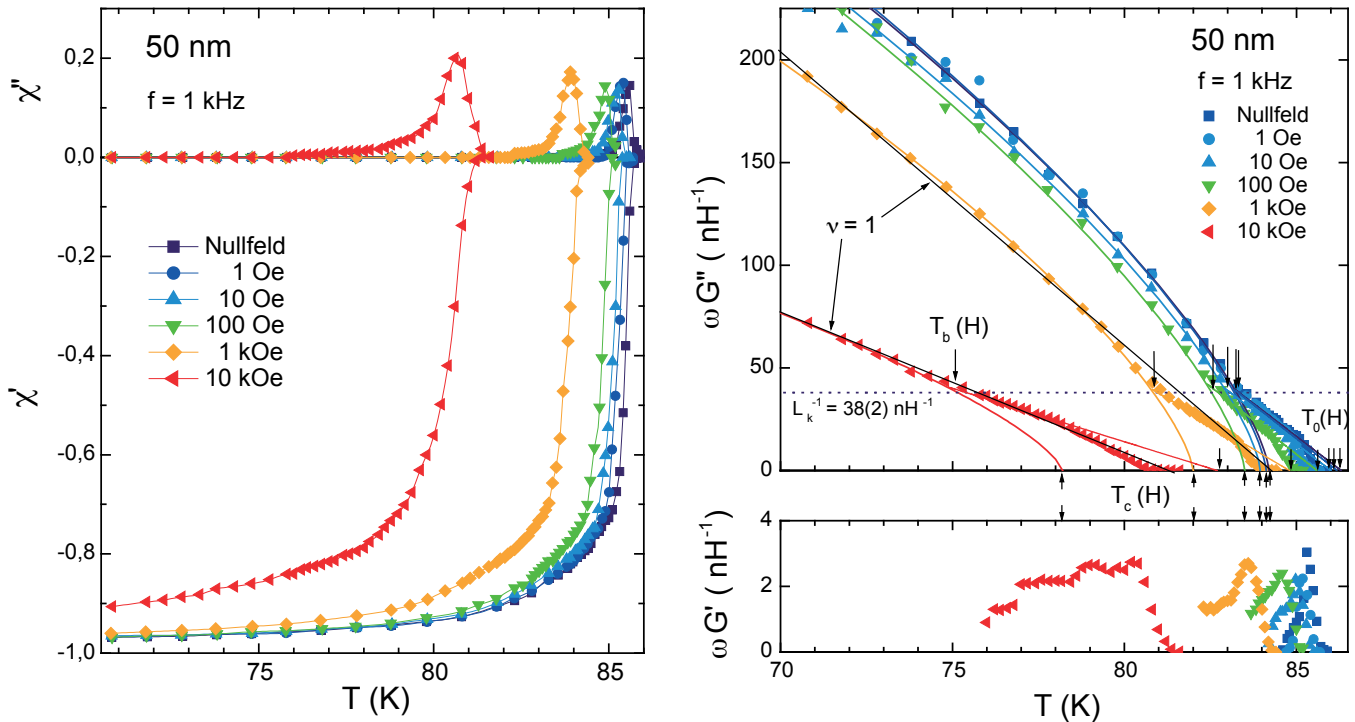 50 nm
f = 1 kHz
χ''
0,2
0,0
-0,2
-0,4
-0,6
-0,8
-1,0
χ'
Nullfeld
1 Oe
10 Oe
100 Oe
1 kOe
10 kOe
75 80 85
T (K)
50 nm
f = 1 kHz
Nullfeld
1 Oe
10 Oe
100 Oe
1 kOe
10 kOe
ω G'' ( nH⁻¹)
200
150
100
50
0
ν = 1
T_b (H)
L_k⁻¹ = 38(2) nH⁻¹
T_0(H)
T_c (H)
ω G' ( nH⁻¹)
4
2
0
70 75 80 85
T (K)